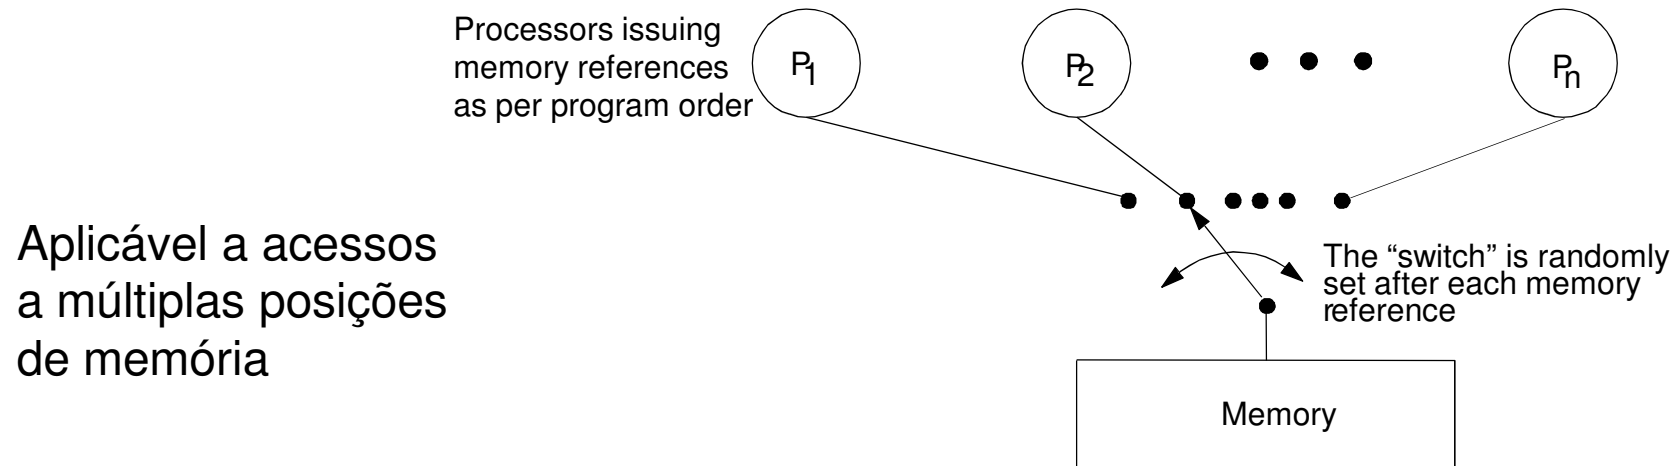 Processors issuing
memory references
as per program order
P1
P2
Pn
Aplicável a acessos
a múltiplas posições
de memória
The “switch” is randomly
set after each memory
reference
Memory